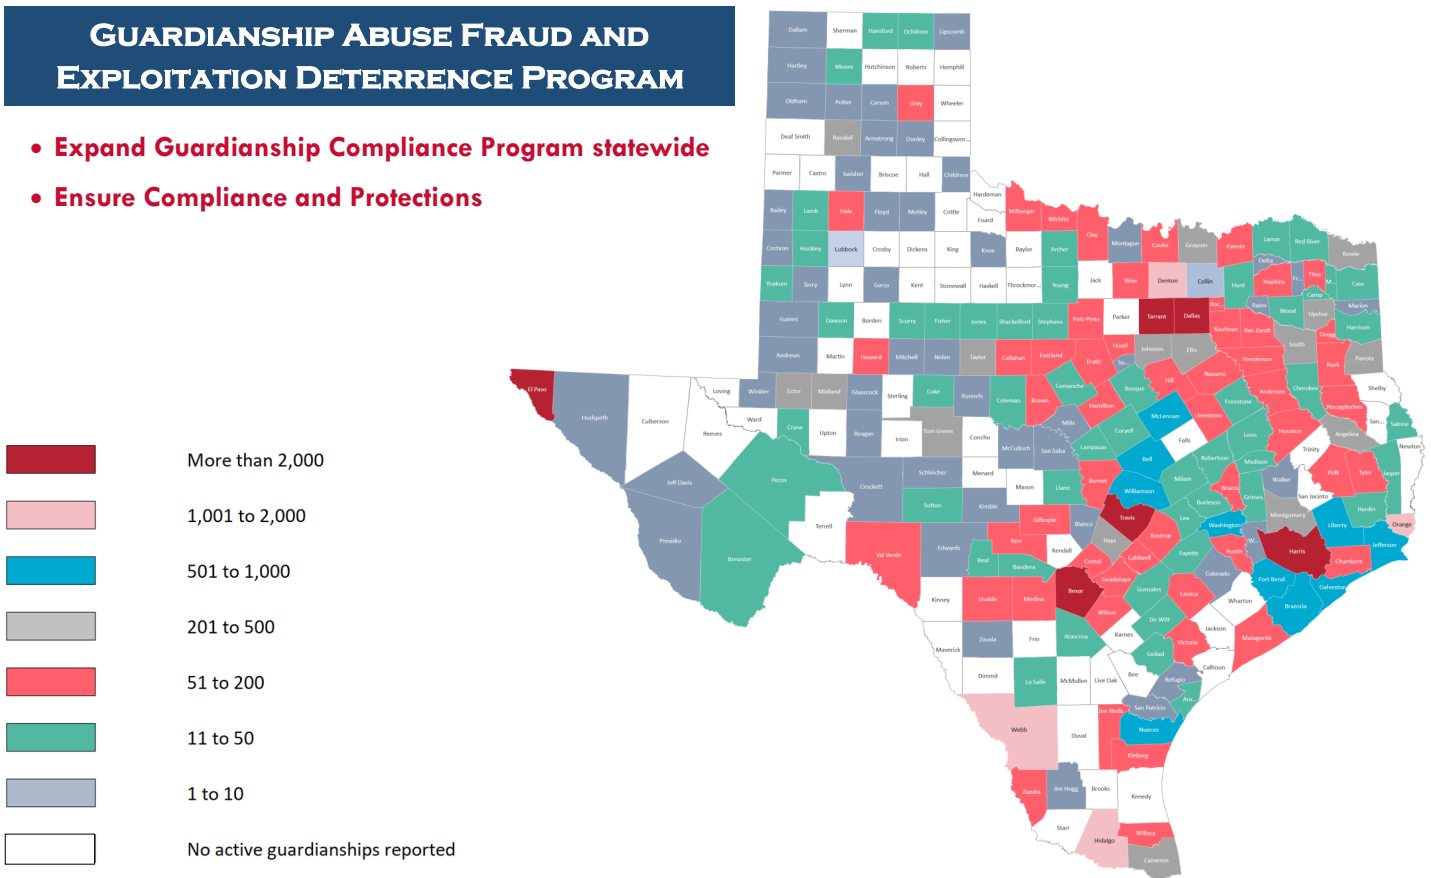 GUARDIANSHIP ABUSE FRAUD AND
EXPLOITATION DETERRENCE PROGRAM
• Expand Guardianship Compliance Program statewide
• Ensure Compliance and Protections
More than 2,000
1,001 to 2,000
501 to 1,000
201 to 500
51 to 200
11 to 50
1 to 10
No active guardianships reported
Dallam Sherman Hansford Ochiltree Lipscomb
Hartley Moore Hutchinson Roberts Hemphill
Oldham Potter Carson Gray Wheeler
Deaf Smith Randall Armstrong Donley Collingswor...
Parmer Castro Swisher Briscoe Hall Childress
Hardeman
Bailey Lamb Hale Floyd Motley Cottle Foard Wilbarger Wichita Clay Montague Cooke Grayson Fannin Lamar Red River Bowie
Cochran Hockley Lubbock Crosby Dickens King Knox Baylor Archer
Delta
Yoakum Terry Lynn Garza Kent Stonewall Haskell Throckmor... Young Jack Wise Denton Collin Hunt Hopkins Fr... Titus M... Cass
Camp
Gaines Dawson Borden Scurry Fisher Jones Shackelford Stephens Palo Pinto Parker Tarrant Dallas Roc... Kaufman Rains Van Zandt Wood Upshur Marion Harrison
Gregg
Andrews Martin Howard Mitchell Nolan Taylor Callahan Eastland Erath Hood So... Johnson Ellis Henderson Smith Rusk Panola
El Paso Hudspeth Culberson Reeves Loving Winkler Ector Midland Glasscock Sterling Coke Runnels Coleman Brown Comanche Hamilton Bosque Hill Navarro Anderson Cherokee Nacogdoches Shelby
Ward Crane Upton Reagan Irion Tom Green Concho McCulloch San Saba Mills Lampasas Coryell McLennan Limestone Freestone Leon Houston Angelina San... Sabine
Falls Bell Robertson Madison Trinity Polk Tyler Jasper Newton
Jeff Davis Pecos Crockett Schleicher Menard Mason Llano Burnet Williamson Milam Brazos Grimes Walker San Jacinto Hardin
Presidio Brewster Terrell Sutton Kimble Gillespie Blanco Travis Lee Burleson Washington Montgomery Liberty Orange
Val Verde Edwards Real Kerr Bandera Kendall Hays Comal Caldwell Bastrop Fayette Austin W... Harris Chambers Jefferson
Kinney Uvalde Medina Bexar Guadalupe Wilson Gonzales Lavaca Colorado Fort Bend Galveston
Wharton Brazoria
Maverick Zavala Frio Atascosa Karnes De Witt Victoria Jackson Matagorda
Dimmit La Salle McMullen Live Oak Bee Goliad Refugio Calhoun
Ara...
Webb Duval Jim Wells San Patricio Nueces
Kleberg
Zapata Jim Hogg Brooks Kenedy
Starr Hidalgo Willacy
Cameron